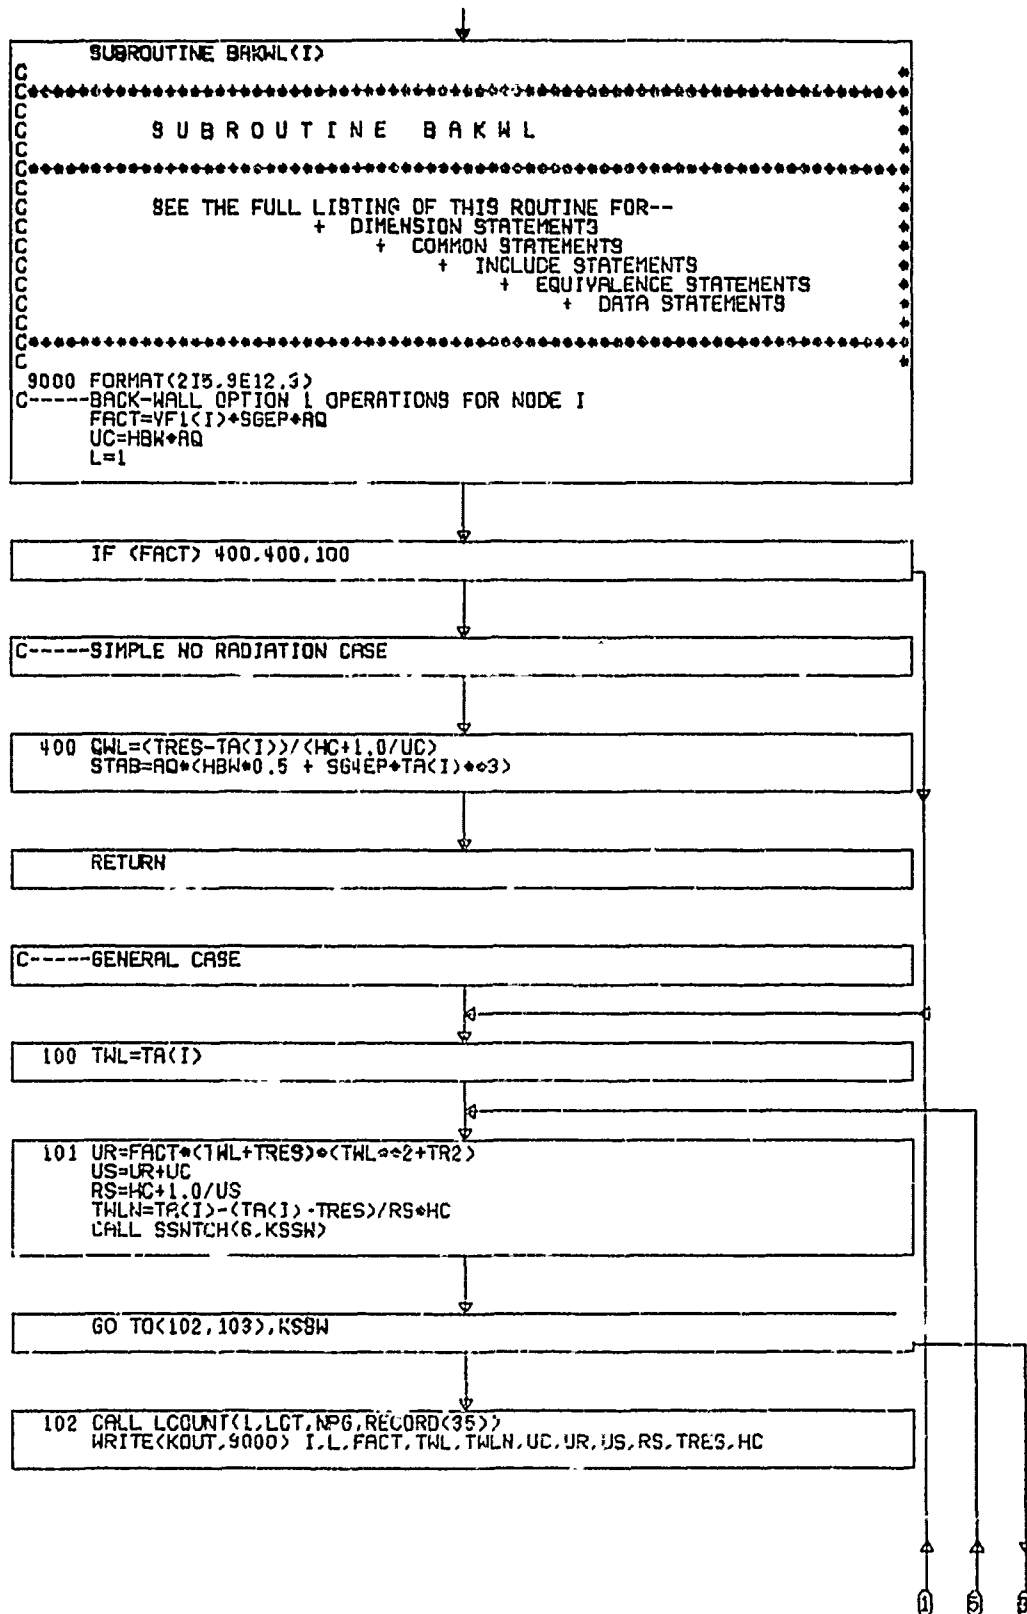 SUBROUTINE BAKWL(I)
C *
C************************************************************************
C *
C SUBROUTINE BAKWL *
C *
C************************************************************************
C *
C SEE THE FULL LISTING OF THIS ROUTINE FOR-- *
C + DIMENSION STATEMENTS *
C + COMMON STATEMENTS *
C + INCLUDE STATEMENTS *
C + EQUIVALENCE STATEMENTS *
C + DATA STATEMENTS *
C *
C************************************************************************
C *
9000 FORMAT(2I5,9E12.3)
C-----BACK-WALL OPTION 1 OPERATIONS FOR NODE I
FACT=VF1(I)*SGEP*AQ
UC=HBW*AQ
L=1
IF (FACT) 400,400,100
C-----SIMPLE NO RADIATION CASE
400 QWL=(TRES-TA(I))/(HC+1.0/UC)
STAB=AQ*(HBW*0.5 + SG4EP*TA(I)**3)
RETURN
C-----GENERAL CASE
100 TWL=TA(I)
101 UR=FACT*(TWL+TRES)*(TWL**2+TR2)
US=UR+UC
RS=HC+1.0/US
TWLN=TA(I)-(TA(I)-TRES)/RS*HC
CALL SSWTCH(6,KSSW)
GO TO(102,103),KSSW
102 CALL LCOUNT(1,LCT,NPG,RECORD(35))
WRITE(KOUT,9000) I,L,FACT,TWL,TWLN,UC,UR,US,RS,TRES,HC
1 5